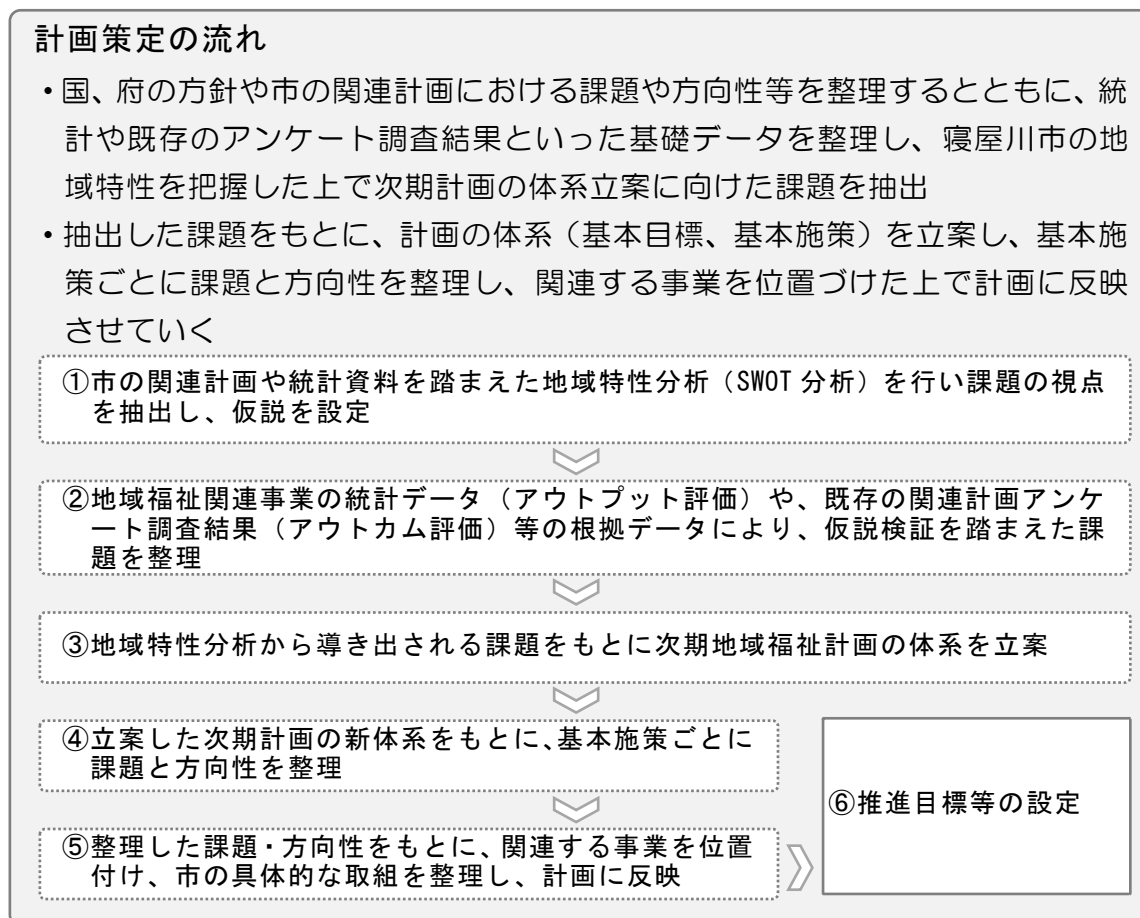 計画策定の流れ
・国、府の方針や市の関連計画における課題や方向性等を整理するとともに、統
計や既存のアンケート調査結果といった基礎データを整理し、寝屋川市の地
域特性を把握した上で次期計画の体系立案に向けた課題を抽出
・抽出した課題をもとに、計画の体系（基本目標、基本施策）を立案し、基本施
策ごとに課題と方向性を整理し、関連する事業を位置づけた上で計画に反映
させていく
①市の関連計画や統計資料を踏まえた地域特性分析（SWOT 分析）を行い課題の視点
を抽出し、仮説を設定
②地域福祉関連事業の統計データ（アウトプット評価）や、既存の関連計画アンケ
ート調査結果（アウトカム評価）等の根拠データにより、仮説検証を踏まえた課
題を整理
③地域特性分析から導き出される課題をもとに次期地域福祉計画の体系を立案
④立案した次期計画の新体系をもとに、基本施策ごとに
課題と方向性を整理
⑤整理した課題・方向性をもとに、関連する事業を位置
付け、市の具体的な取組を整理し、計画に反映
⑥推進目標等の設定